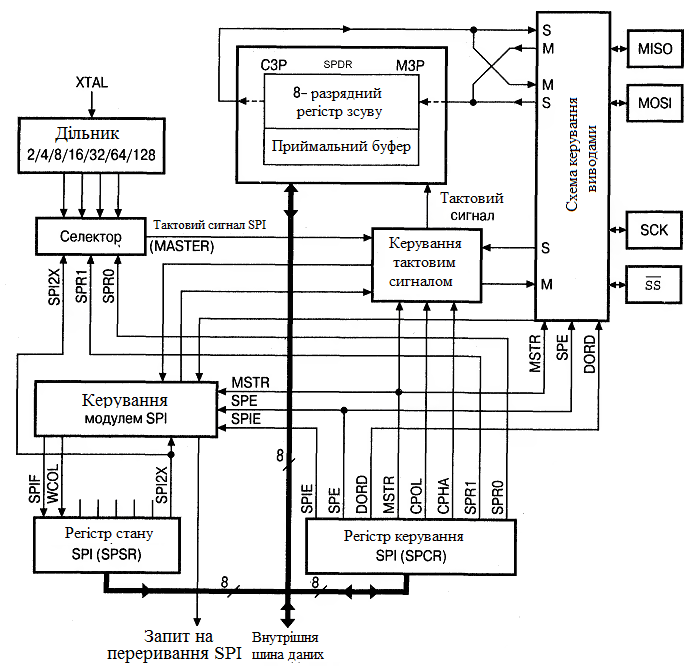 XTAL
Дільник
2/4/8/16/32/64/128
СЗР
SPDR
МЗР
8– разрядний
регістр зсуву
Приймальний буфер
S
M
M
S
Схема керування
виводами
MISO
MOSI
SCK
SS
Тактовий
сигнал
Селектор
Тактовий сигнал SPI
(MASTER)
Керування
тактовим
сигналом
S
M
SPI2X
SPR1
SPR0
MSTR
SPE
DORD
Керування
модулем SPI
MSTR
SPE
SPIE
SPIF
WCOL
SPI2X
8
SPIE
SPE
DORD
MSTR
CPOL
CPHA
SPR1
SPR0
Регістр стану
SPI (SPSR)
Регістр керування
SPI (SPCR)
8
8
Запит на
переривання SPI
Внутрішня
шина даних